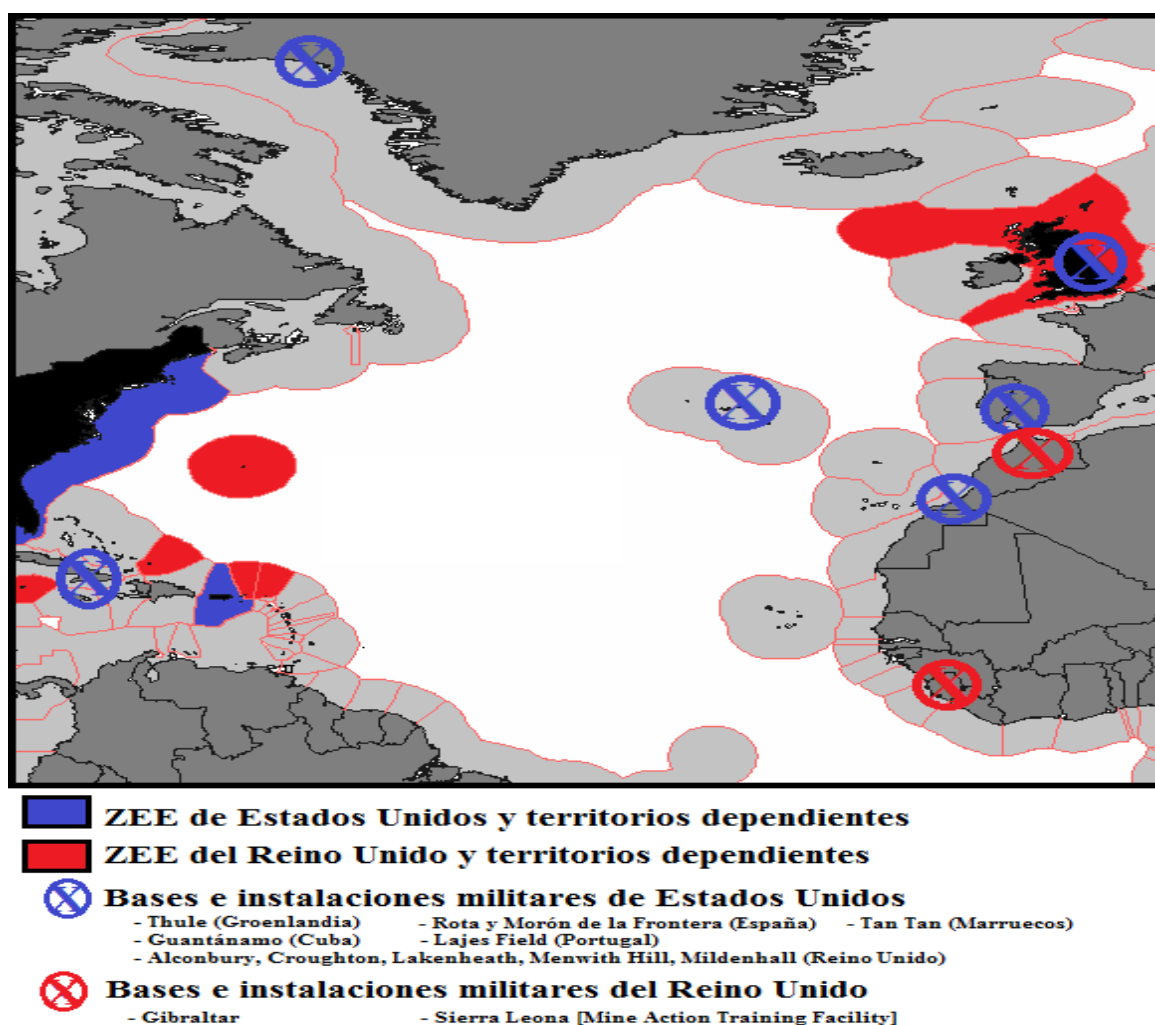 ZEE de Estados Unidos y territorios dependientes
ZEE del Reino Unido y territorios dependientes
Bases e instalaciones militares de Estados Unidos
- Thule (Groenlandia) - Rota y Morón de la Frontera (España) - Tan Tan (Marruecos)
- Guantánamo (Cuba) - Lajes Field (Portugal)
- Alconbury, Croughton, Lakenheath, Menwith Hill, Mildenhall (Reino Unido)
Bases e instalaciones militares del Reino Unido
- Gibraltar - Sierra Leona [Mine Action Training Facility]